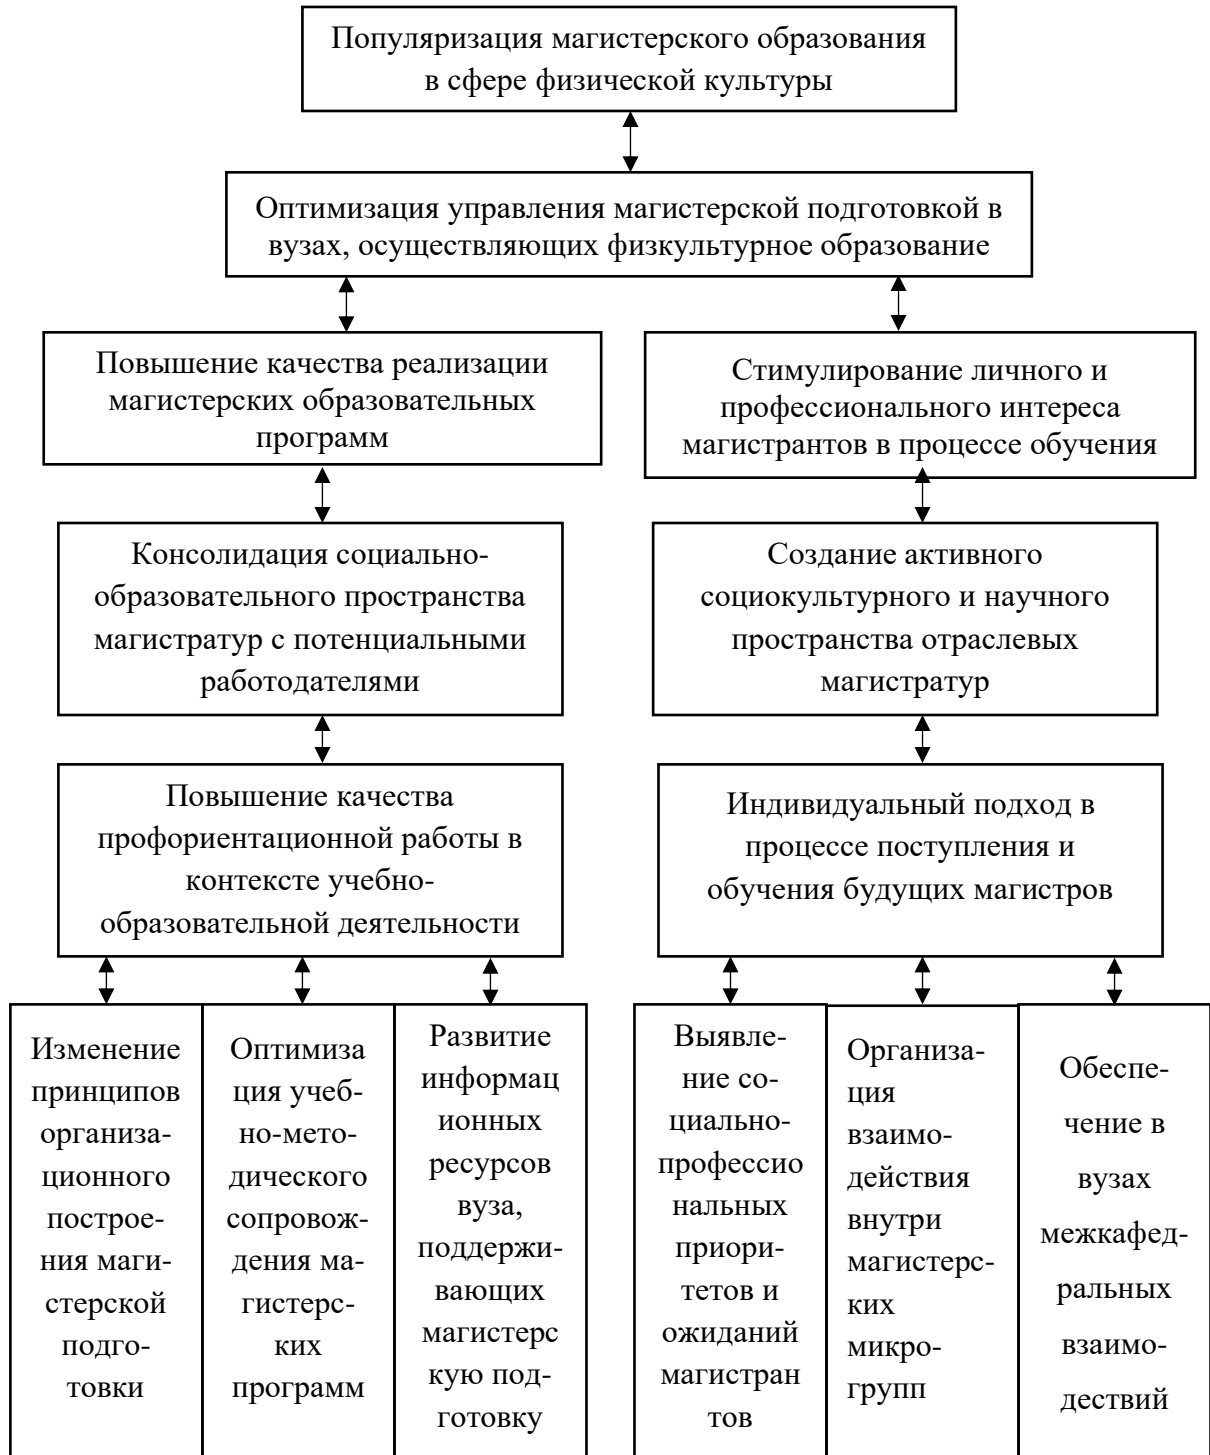 Популяризация магистерского образования
в сфере физической культуры
Оптимизация управления магистерской подготовкой в
вузах, осуществляющих физкультурное образование
Повышение качества реализации
магистерских образовательных
программ
Стимулирование личного и
профессионального интереса
магистрантов в процессе обучения
Консолидация социально-
образовательного пространства
магистратур с потенциальными
работодателями
Создание активного
социокультурного и научного
пространства отраслевых
магистратур
Повышение качества
профориентационной работы в
контексте учебно-
образовательной деятельности
Индивидуальный подход в
процессе поступления и
обучения будущих магистров
Изменение
принципов
организа-
ционного
построе-
ния маги-
стерской
подго-
товки
Оптимиза
ция учеб-
но-мето-
дического
сопровож-
дения ма-
гистерс-
ких
программ
Развитие
информац
ионных
ресурсов
вуза,
поддержи-
вающих
магистерс
кую под-
готовку
Выявле-
ние со-
циально-
профессио
нальных
приори-
тетов и
ожиданий
магистран
тов
Организа-
ция
взаимо-
действия
внутри
магистерс-
ких
микро-
групп
Обеспе-
чение в
вузах
межкафед-
ральных
взаимо-
дествий